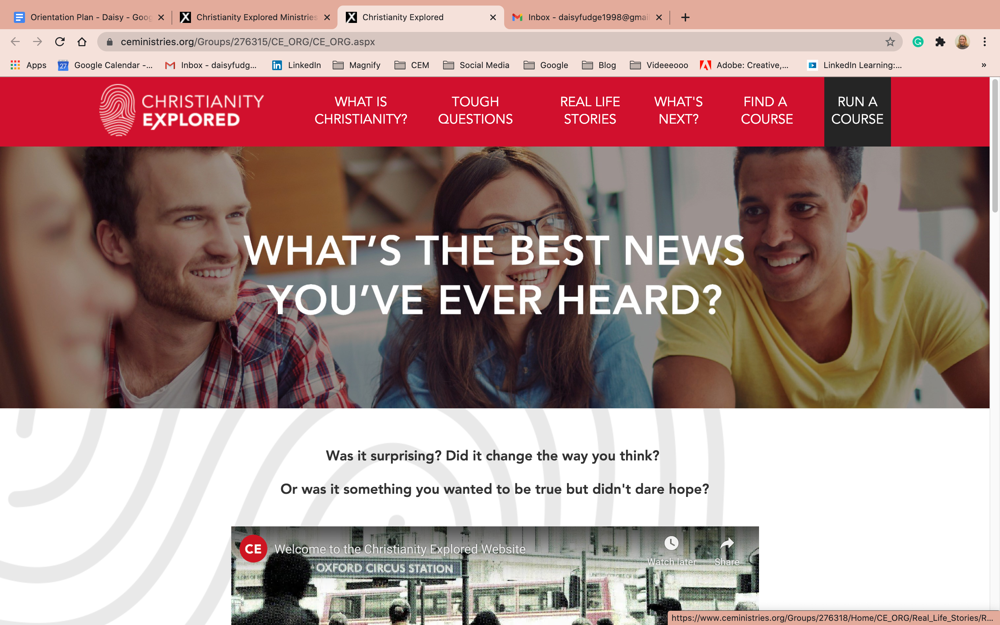 Orientation Plan - Daisy - Goog
Christianity Explored Ministries
Christianity Explored
Inbox - daisyfudge1998@gmail
ceministries.org/Groups/276315/CE_ORG/CE_ORG.aspx
Apps
27
Google Calendar -...
Inbox - daisyfudg...
LinkedIn
Magnify
CEM
Social Media
Google
Blog
Videeeooo
Adobe: Creative,...
LinkedIn Learning:...
»
CHRISTIANITY
EXPLORED
WHAT IS
CHRISTIANITY?
TOUGH
QUESTIONS
REAL LIFE
STORIES
WHAT'S
NEXT?
FIND A
COURSE
RUN A
COURSE
WHAT'S THE BEST NEWS
YOU'VE EVER HEARD?
Was it surprising? Did it change the way you think?
Or was it something you wanted to be true but didn't dare hope?
CE
Welcome to the Christianity Explored Website
Watch later
Share
OXFORD CIRCUS STATION
https://www.ceministries.org/Groups/276318/Home/CE_ORG/Real_Life_Stories/R...